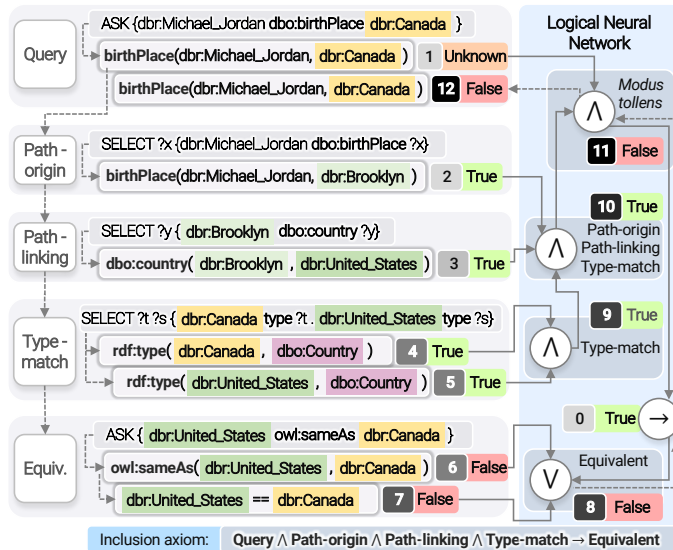 Logical Neural Network
Query
ASK {dbr:Michael_Jordan dbo:birthPlace dbr:Canada }
birthPlace(dbr:Michael_Jordan, dbr:Canada ) 1 Unknown
birthPlace(dbr:Michael_Jordan, dbr:Canada ) 12 False
Modus tollens
∧
11 False
Path-origin
SELECT ?x {dbr:Michael_Jordan dbo:birthPlace ?x}
birthPlace(dbr:Michael_Jordan, dbr:Brooklyn ) 2 True
10 True
Path-linking
SELECT ?y { dbr:Brooklyn dbo:country ?y}
dbo:country( dbr:Brooklyn , dbr:United_States ) 3 True
∧
Path-origin
Path-linking
Type-match
Type-match
SELECT ?t ?s { dbr:Canada type ?t . dbr:United_States type ?s}
rdf:type( dbr:Canada , dbo:Country ) 4 True
rdf:type( dbr:United_States , dbo:Country ) 5 True
9 True
∧
Type-match
0 True
→
Equiv.
ASK { dbr:United_States owl:sameAs dbr:Canada }
owl:sameAs( dbr:United_States , dbr:Canada ) 6 False
dbr:United_States == dbr:Canada 7 False
Equivalent
∨
8 False
Inclusion axiom: Query ∧ Path-origin ∧ Path-linking ∧ Type-match → Equivalent